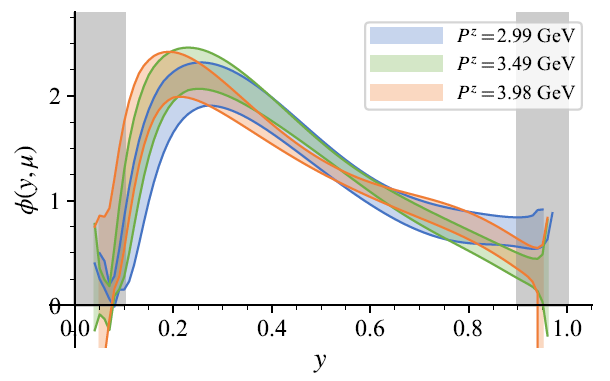 P^z = 2.99 GeV
P^z = 3.49 GeV
P^z = 3.98 GeV
ϕ(y, μ)
2
1
0
0.0 0.2 0.4 0.6 0.8 1.0
y